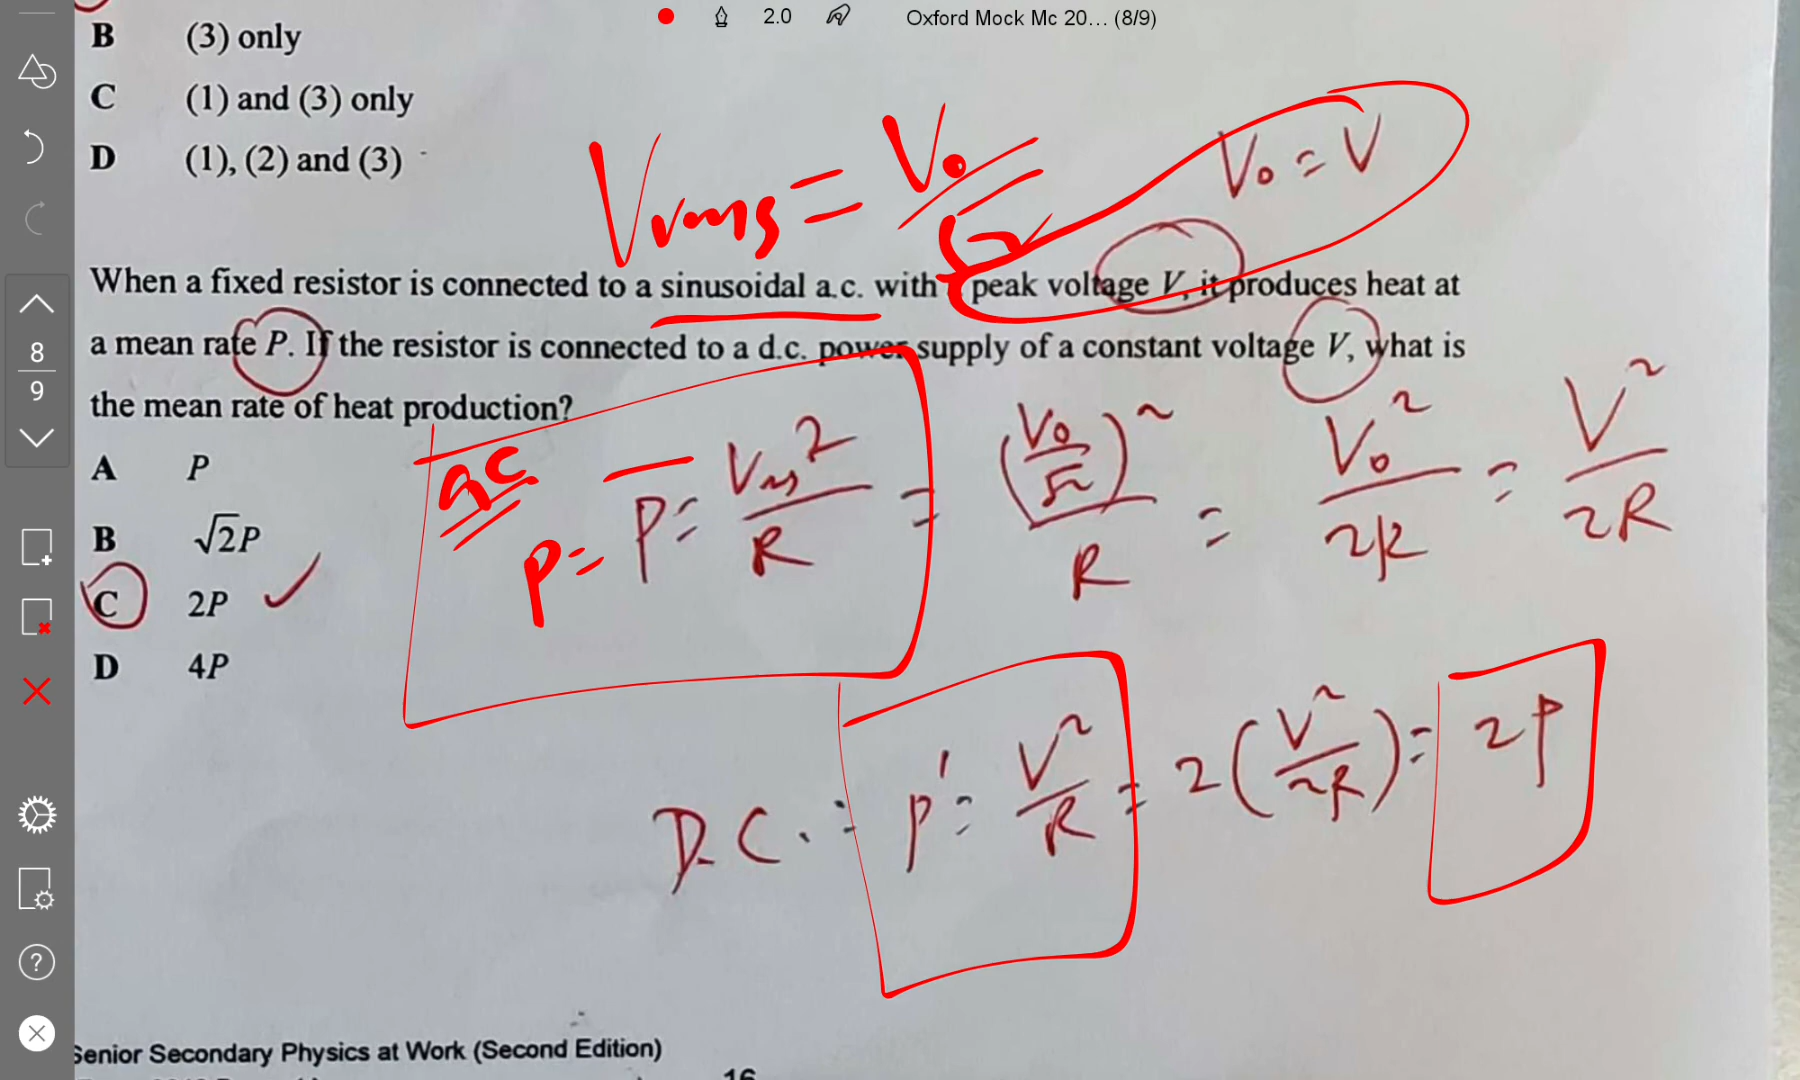 2.0 Oxford Mock Mc 20... (8/9)
B (3) only
C (1) and (3) only
D (1), (2) and (3)
Vrms = V₀/√2
V₀ = V
When a fixed resistor is connected to a sinusoidal a.c. with peak voltage V, it produces heat at
a mean rate P. If the resistor is connected to a d.c. power supply of a constant voltage V, what is
the mean rate of heat production?
A P
B √2P
C 2P ✓
D 4P
ac
P = P = Vrms²/R = (V₀/√2)²/R = V₀²/2R = V²/2R
D.C. : P' = V²/R = 2(V²/2R) = 2P
8
9
Senior Secondary Physics at Work (Second Edition)
16